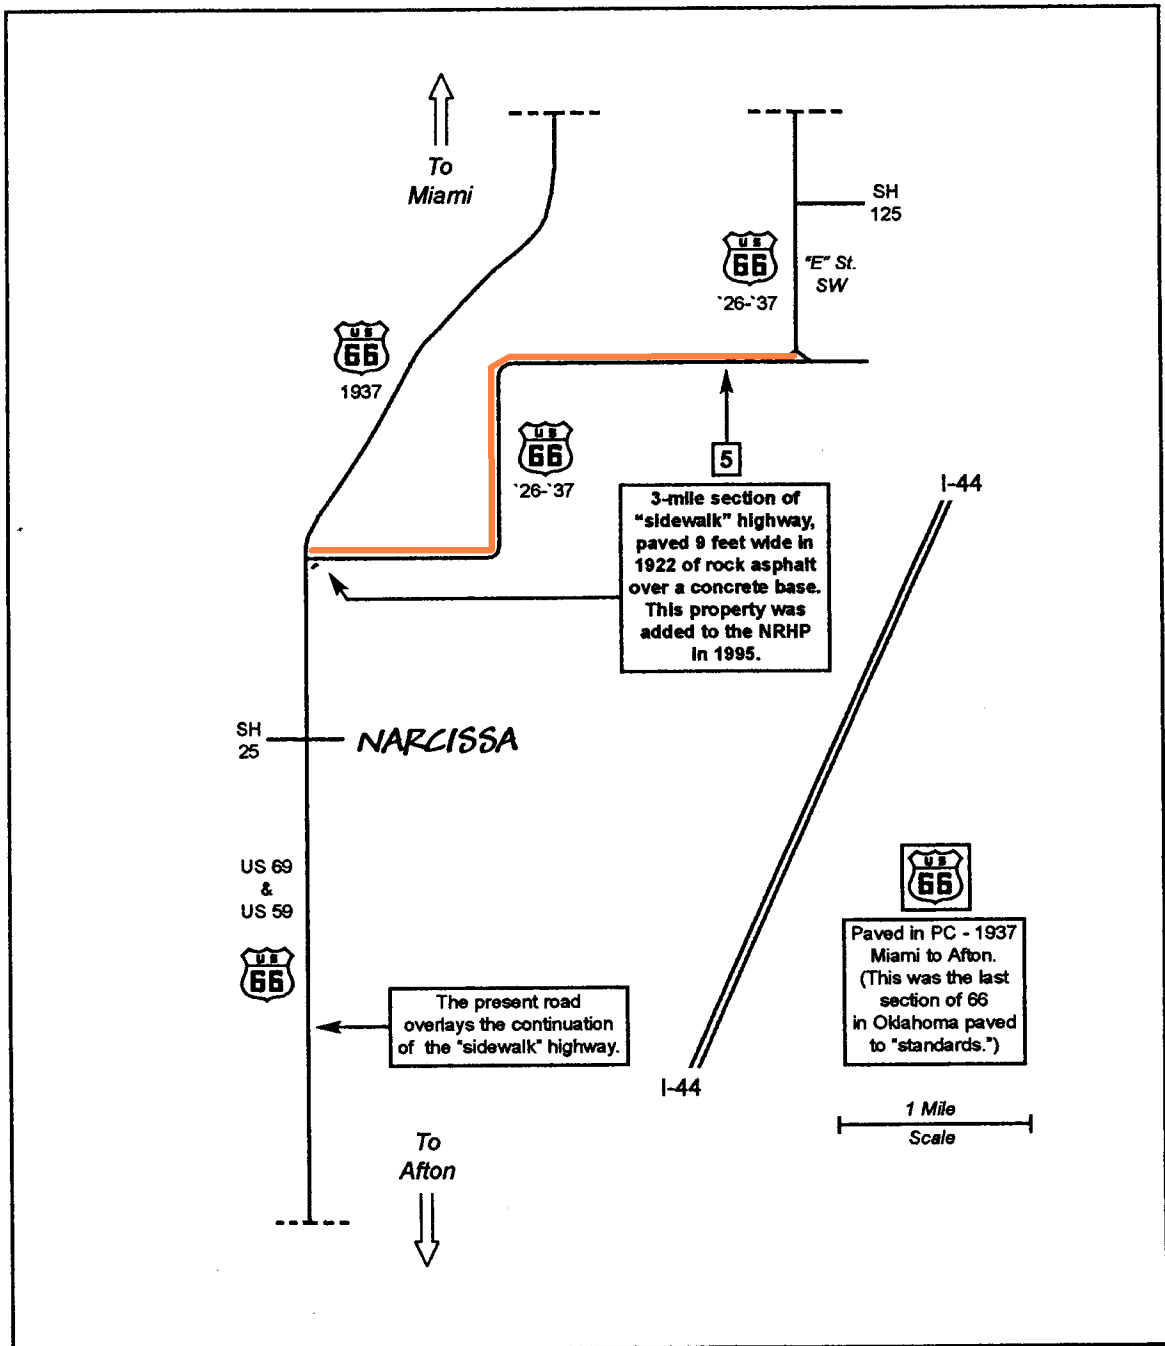 To
Miami
SH
125
US
66
'26-'37
"E" St.
SW
US
66
1937
US
66
'26-'37
5
3-mile section of
"sidewalk" highway,
paved 9 feet wide in
1922 of rock asphalt
over a concrete base.
This property was
added to the NRHP
in 1995.
I-44
SH
25
NARCISSA
US 69
&
US 59
US
66
The present road
overlays the continuation
of the "sidewalk" highway.
US
66
Paved in PC - 1937
Miami to Afton.
(This was the last
section of 66
in Oklahoma paved
to "standards.")
I-44
1 Mile
Scale
To
Afton